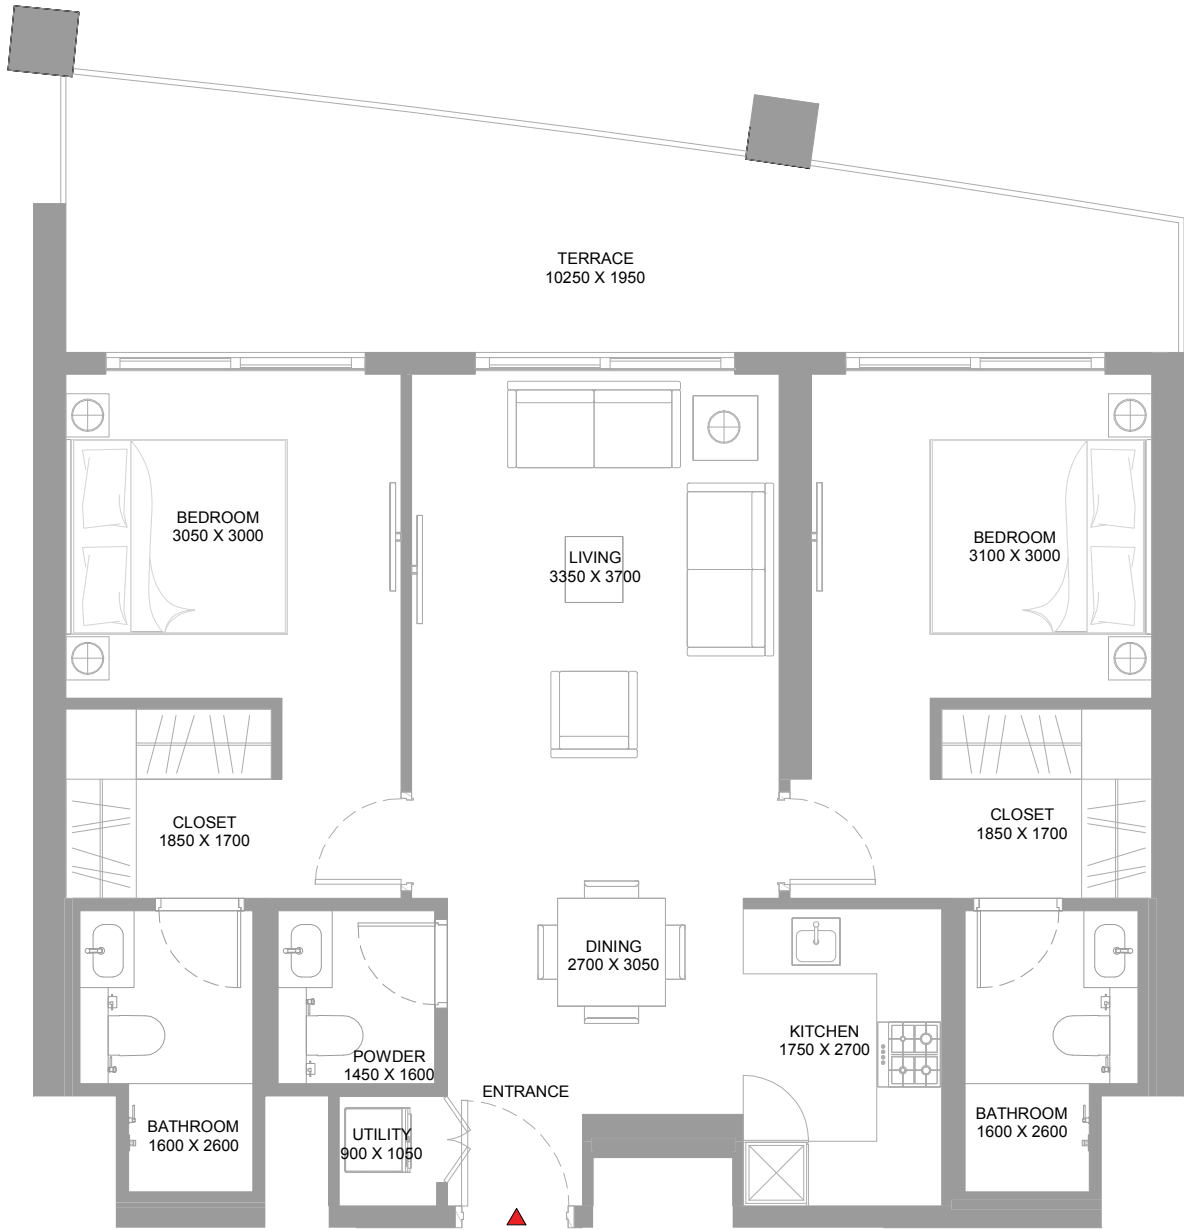 TERRACE
10250 X 1950
BEDROOM
3050 X 3000
LIVING
3350 X 3700
BEDROOM
3100 X 3000
CLOSET
1850 X 1700
CLOSET
1850 X 1700
DINING
2700 X 3050
KITCHEN
1750 X 2700
POWDER
1450 X 1600
ENTRANCE
BATHROOM
1600 X 2600
UTILITY
900 X 1050
BATHROOM
1600 X 2600